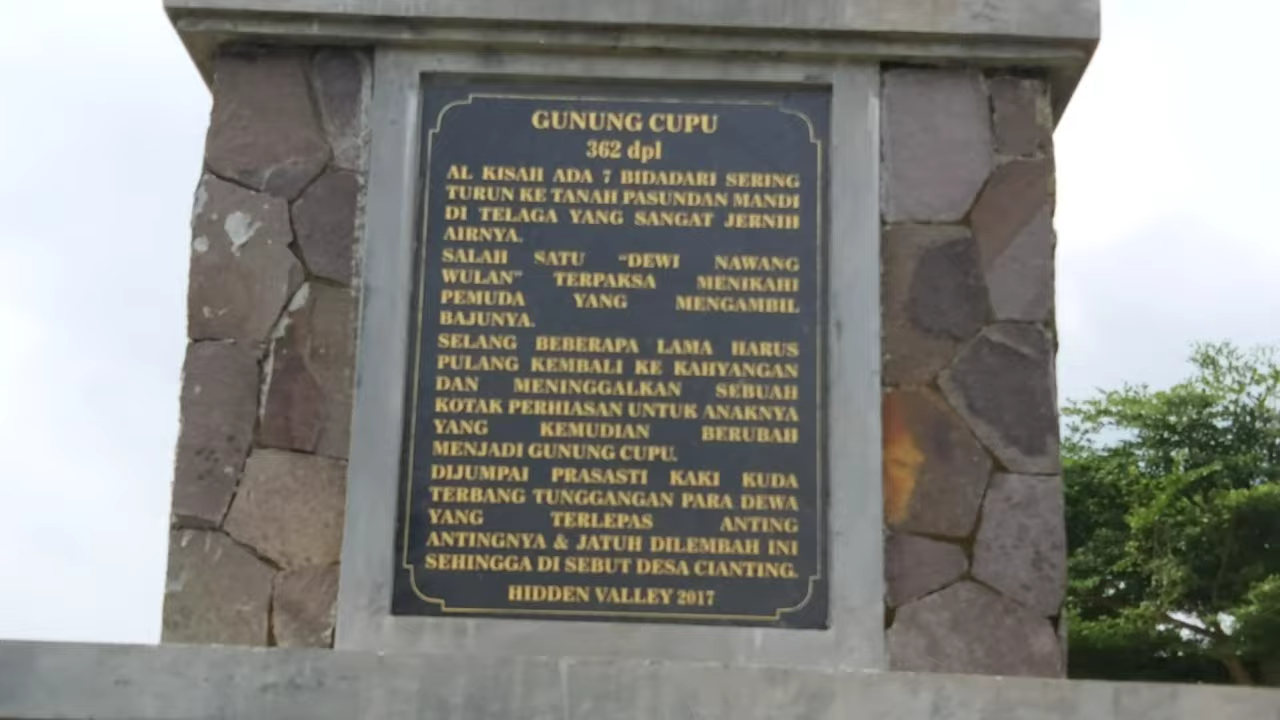 GUNUNG CUPU
362 dpl
AL KISAH ADA 7 BIDADARI SERING
TURUN KE TANAH PASUNDAN MANDI
DI TELAGA YANG SANGAT JERNIH
AIRNYA.
SALAH SATU “DEWI NAWANG
WULAN” TERPAKSA MENIKAHI
PEMUDA YANG MENGAMBIL
BAJUNYA.
SELANG BEBERAPA LAMA HARUS
PULANG KEMBALI KE KAHYANGAN
DAN MENINGGALKAN SEBUAH
KOTAK PERHIASAN UNTUK ANAKNYA
YANG KEMUDIAN BERUBAH
MENJADI GUNUNG CUPU.
DIJUMPAI PRASASTI KAKI KUDA
TERBANG TUNGGANGAN PARA DEWA
YANG TERLEPAS ANTING
ANTINGNYA & JATUH DILEMBAH INI
SEHINGGA DI SEBUT DESA CIANTING.
HIDDEN VALLEY 2017